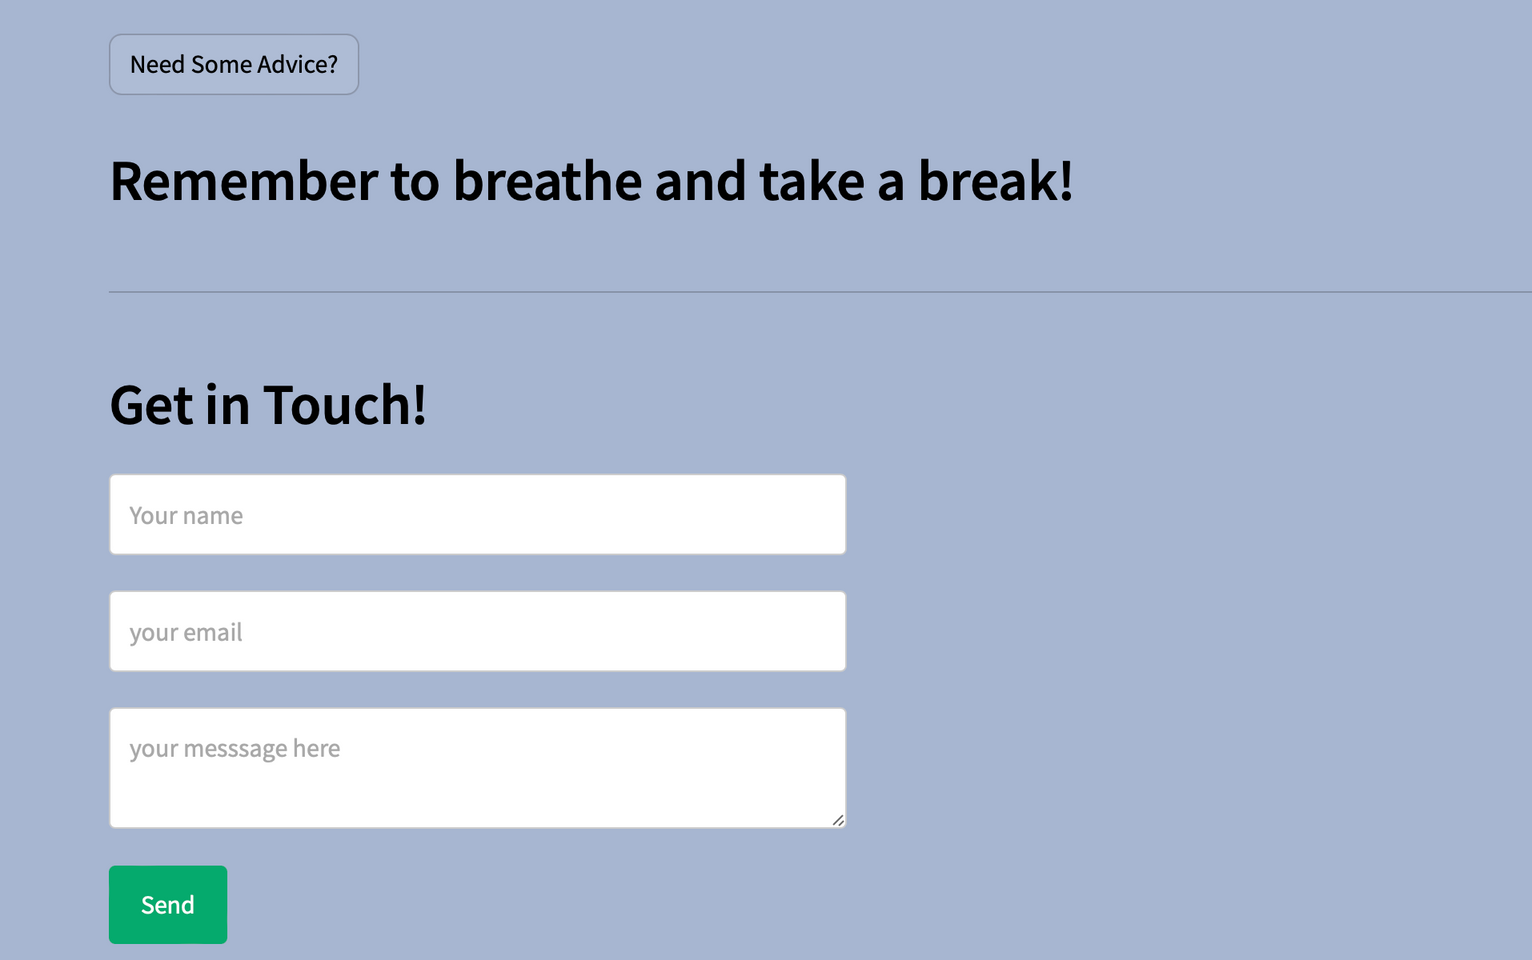 Need Some Advice?
Remember to breathe and take a break!
Get in Touch!
Your name
your email
your messsage here
Send